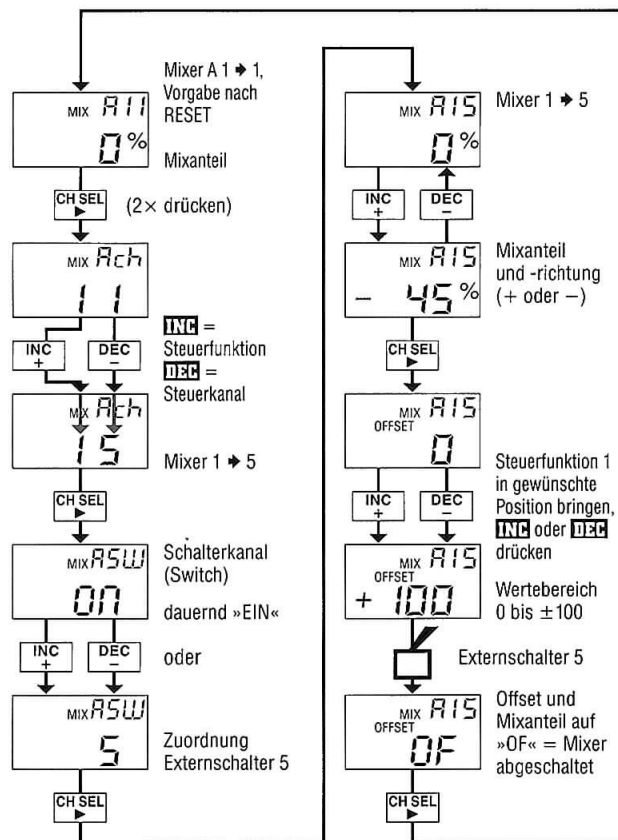 Mixer A 1 ➧ 1,
Vorgabe nach
RESET
MIX A11
0%
Mixanteil
CH SEL
▶
(2× drücken)
MIX Ach
1 1
INC
+
DEC
−
INC =
Steuerfunktion
DEC =
Steuerkanal
MIX Ach
1 5
Mixer 1 ➧ 5
CH SEL
▶
MIX ASW
on
Schalterkanal
(Switch)
dauernd »EIN«
INC
+
DEC
−
oder
MIX ASW
5
Zuordnung
Externschalter 5
CH SEL
▶
MIX A15
0%
Mixer 1 ➧ 5
INC
+
DEC
−
MIX A15
− 45%
Mixanteil
und -richtung
(+ oder −)
CH SEL
▶
MIX A15
OFFSET
0
INC
+
DEC
−
Steuerfunktion 1
in gewünschte
Position bringen,
INC oder DEC
drücken
MIX A15
OFFSET
+ 100
Wertebereich
0 bis ±100
Externschalter 5
MIX A15
OFFSET
OF
Offset und
Mixanteil auf
»OF« = Mixer
abgeschaltet
CH SEL
▶